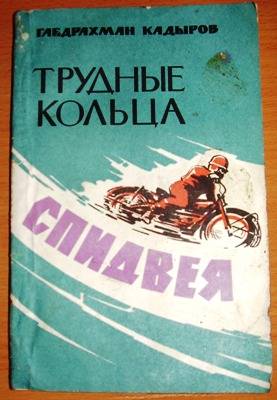 ГАБДРАХМАН КАДЫРОВ
ТРУДНЫЕ
КОЛЬЦА
СПИДВЕЯ